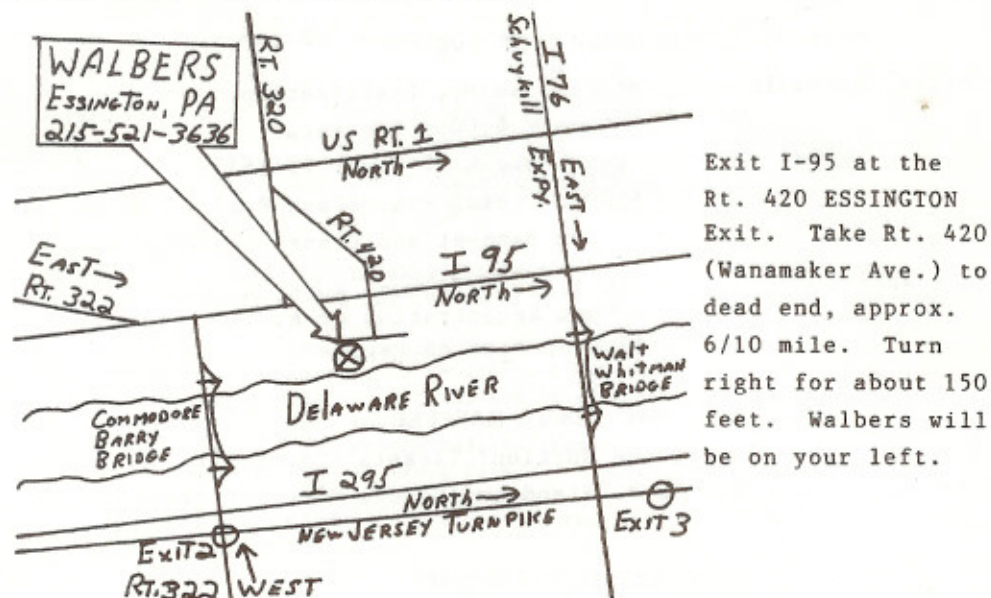 WALBERS
ESSINGTON, PA
215-521-3636
RT. 320
I 76
Schuykill
EXPY.
EAST →
US RT. 1
NORTH →
RT. 420
EAST →
RT. 322
I 95
NORTH →
WALT
WHITMAN
BRIDGE
DELAWARE RIVER
COMMODORE
BARRY
BRIDGE
I 295
NORTH →
NEW JERSEY TURNPIKE
EXIT 2
EXIT 3
RT. 322
WEST
Exit I-95 at the
Rt. 420 ESSINGTON
Exit. Take Rt. 420
(Wanamaker Ave.) to
dead end, approx.
6/10 mile. Turn
right for about 150
feet. Walbers will
be on your left.